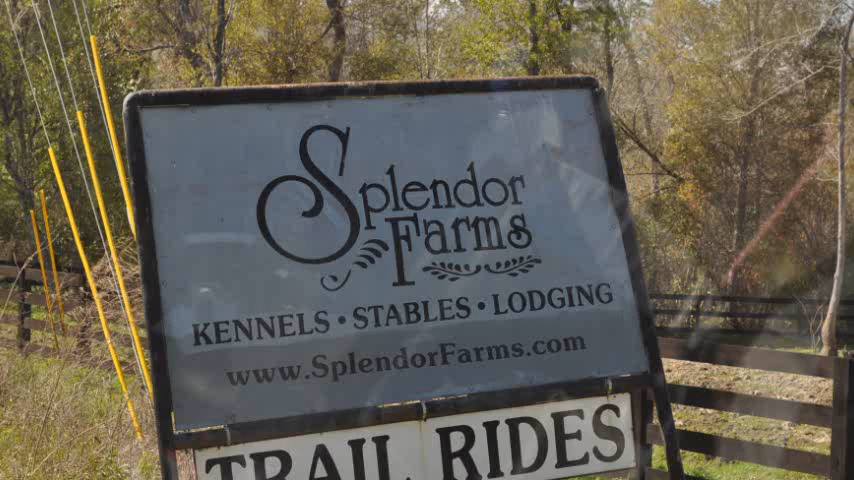 Splendor
Farms
KENNELS • STABLES • LODGING
www.SplendorFarms.com
TRAIL RIDES